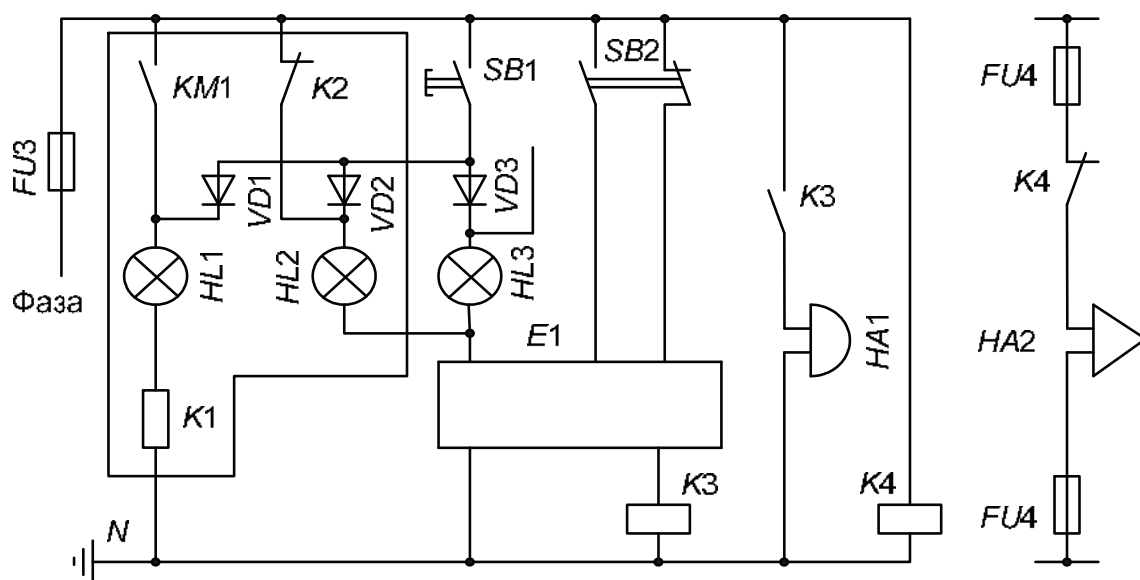 KM1
K2
SB1
SB2
FU4
FU3
VD1
VD2
VD3
K3
K4
HL1
HL2
HL3
Фаза
E1
HA1
HA2
K1
K3
K4
FU4
N